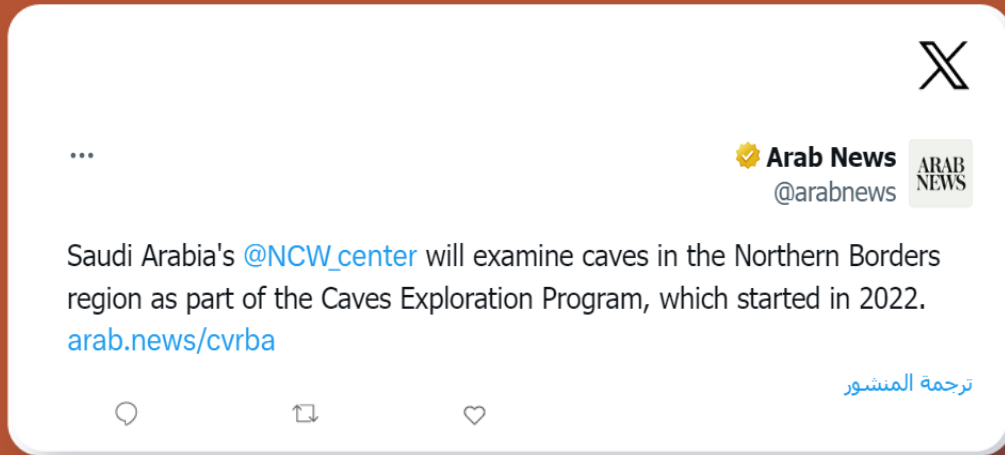 X
Arab News
ARAB
NEWS
@arabnews
Saudi Arabia's @NCW_center will examine caves in the Northern Borders
region as part of the Caves Exploration Program, which started in 2022.
arab.news/cvrba
ترجمة المنشور